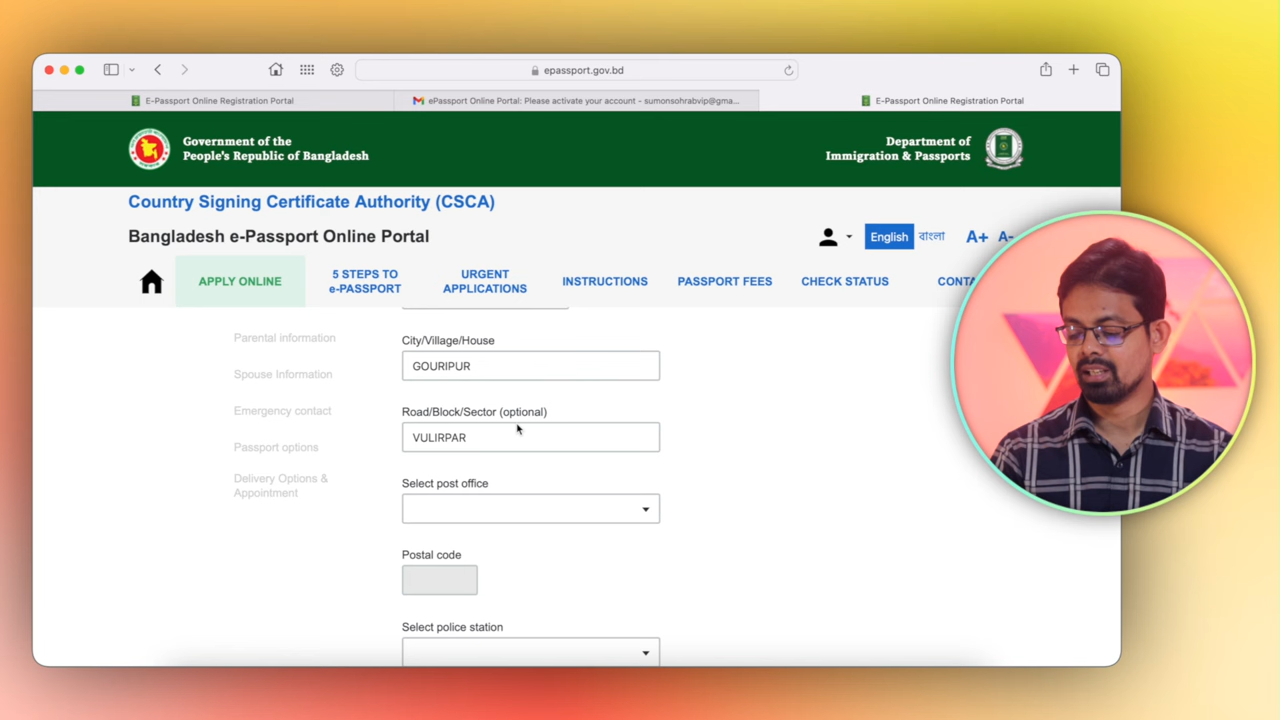 epassport.gov.bd
E-Passport Online Registration Portal
ePassport Online Portal: Please activate your account - sumonsohrabvip@gma...
E-Passport Online Registration Portal
Government of the
People's Republic of Bangladesh
Department of
Immigration & Passports
Country Signing Certificate Authority (CSCA)
Bangladesh e-Passport Online Portal
English
বাংলা
A+
A-
APPLY ONLINE
5 STEPS TO
e-PASSPORT
URGENT
APPLICATIONS
INSTRUCTIONS
PASSPORT FEES
CHECK STATUS
CONTA
Parental information
Spouse Information
Emergency contact
Passport options
Delivery Options &
Appointment
City/Village/House
GOURIPUR
Road/Block/Sector (optional)
VULIRPAR
Select post office
Postal code
Select police station